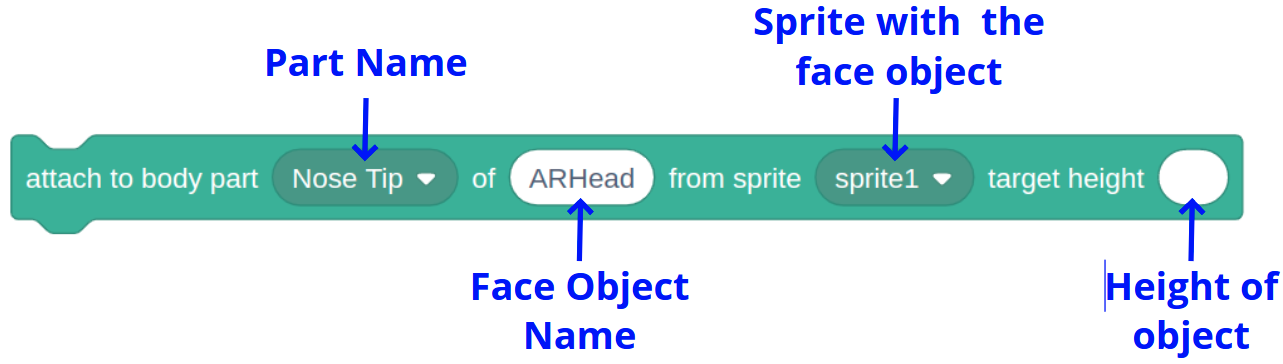 Sprite with the
face object
Part Name
attach to body part Nose Tip of ARHead from sprite sprite1 target height
Face Object
Name
Height of
object